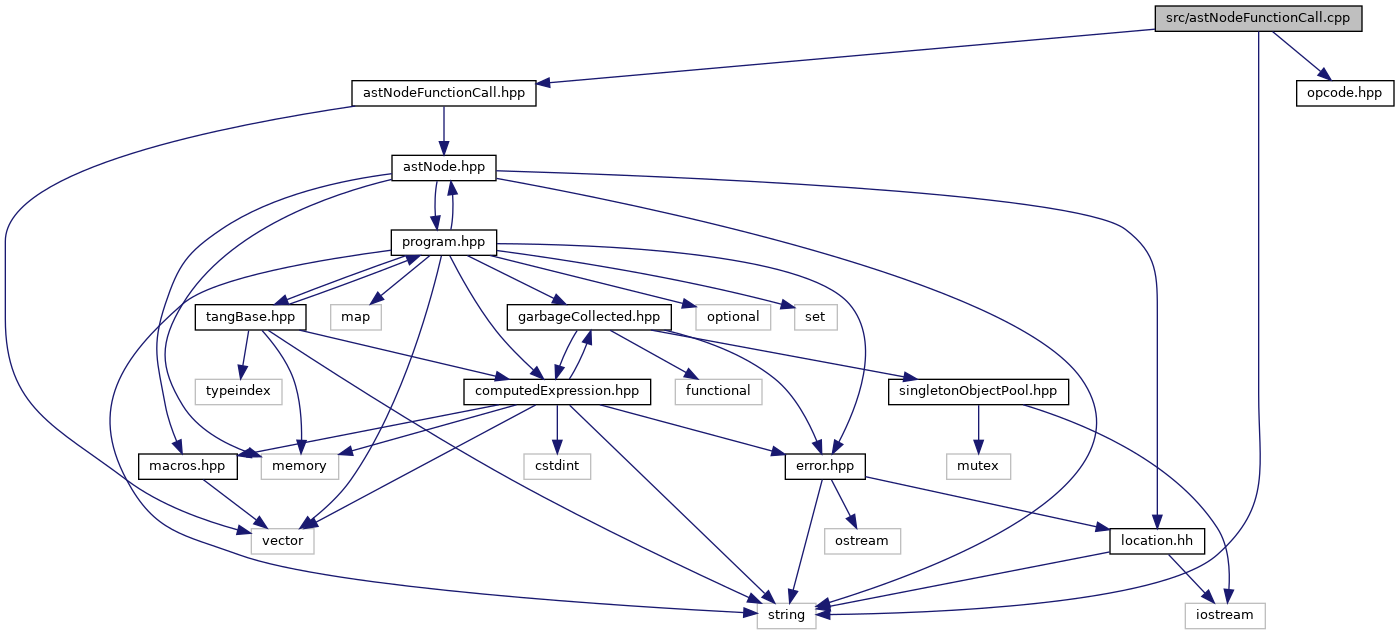 src/astNodeFunctionCall.cpp
astNodeFunctionCall.hpp
opcode.hpp
astNode.hpp
program.hpp
tangBase.hpp
map
garbageCollected.hpp
optional
set
typeindex
computedExpression.hpp
functional
singletonObjectPool.hpp
macros.hpp
memory
cstdint
error.hpp
mutex
vector
ostream
location.hh
string
iostream